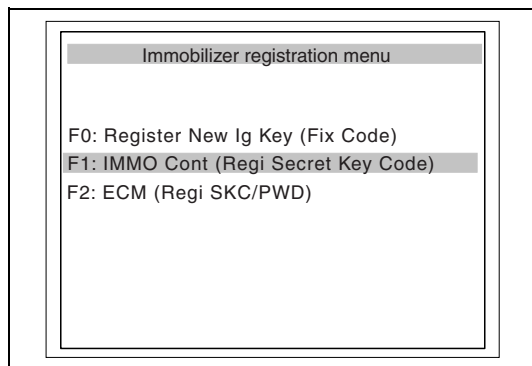 Immobilizer registration menu
F0: Register New Ig Key (Fix Code)
F1: IMMO Cont (Regi Secret Key Code)
F2: ECM (Regi SKC/PWD)